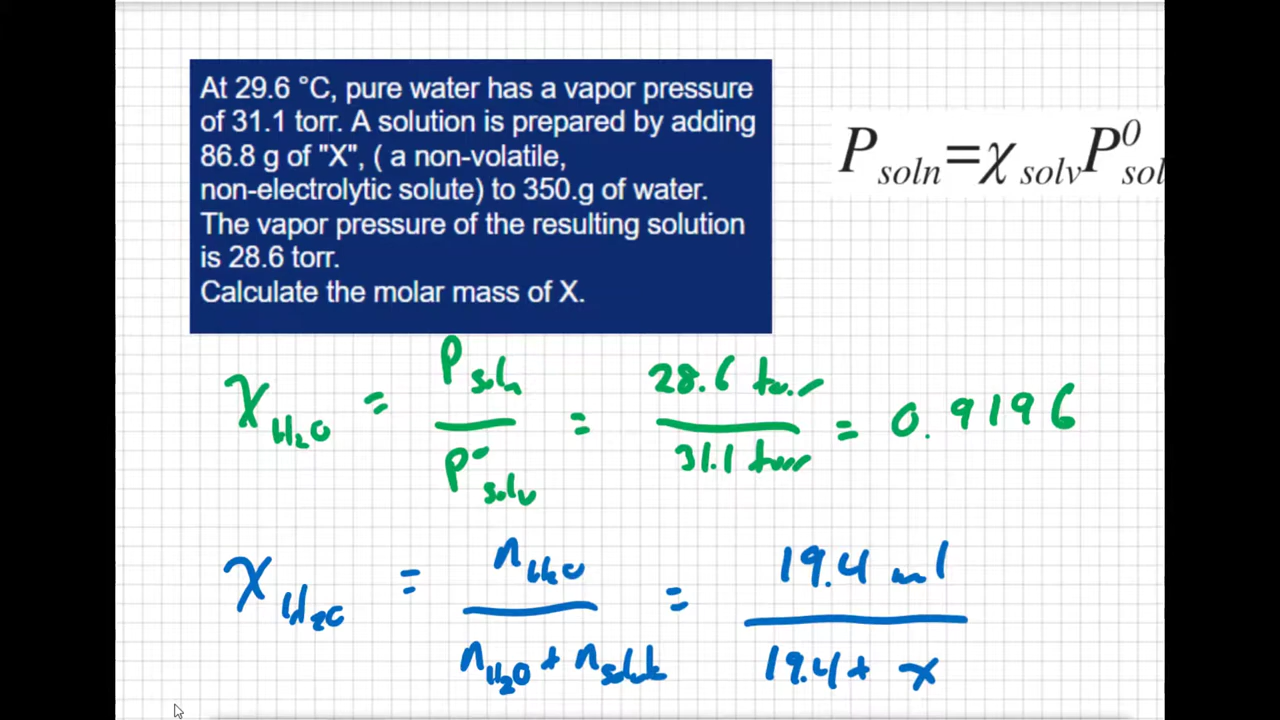 At 29.6 °C, pure water has a vapor pressure
of 31.1 torr. A solution is prepared by adding
86.8 g of "X", ( a non-volatile,
non-electrolytic solute) to 350.g of water.
The vapor pressure of the resulting solution
is 28.6 torr.
Calculate the molar mass of X.
P soln = χ solv P⁰ sol
χ H₂O = P soln / P° solv = 28.6 torr / 31.1 torr = 0.9196
χ H₂O = n H₂O / n H₂O + n solute = 19.4 mol / 19.4 + x